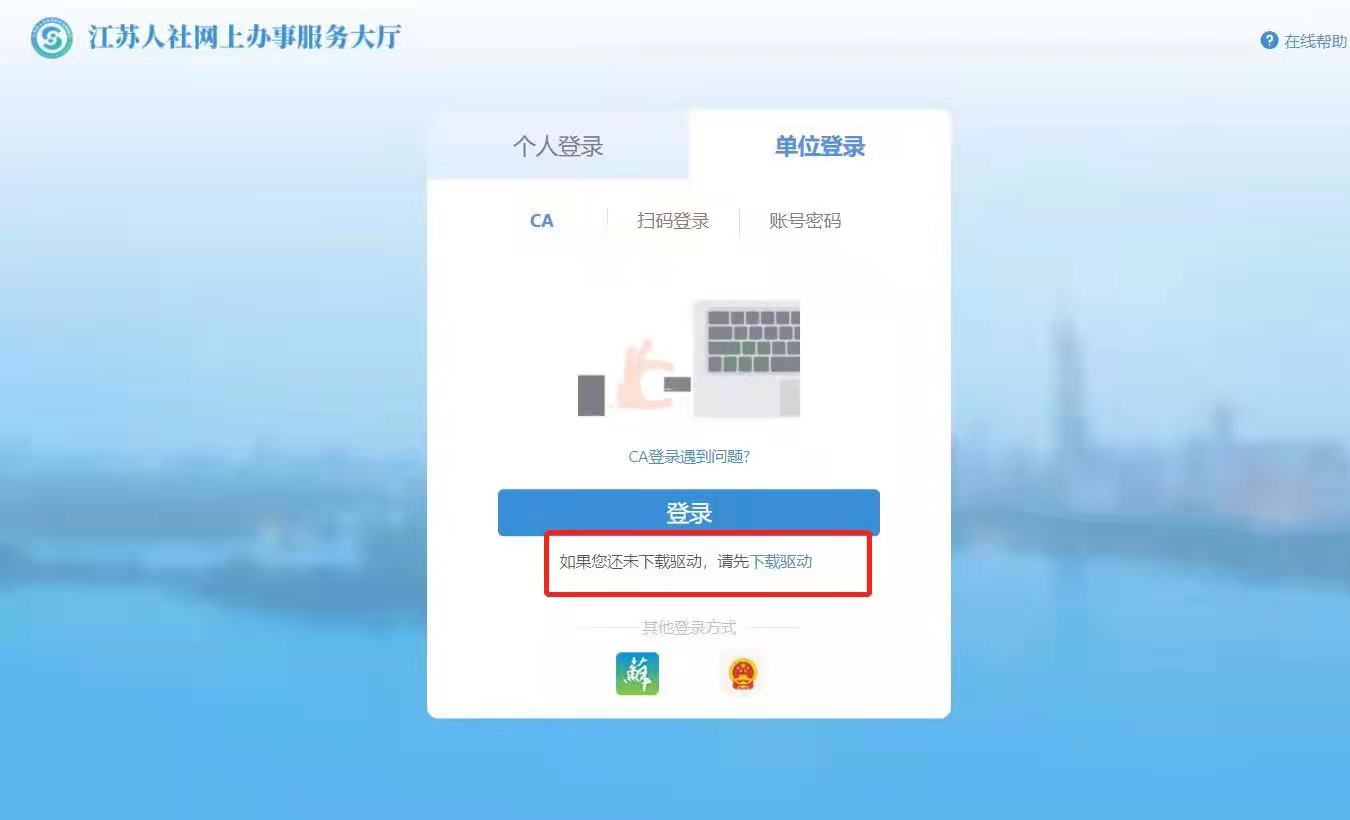 江苏人社网上办事服务大厅
在线帮助
个人登录
单位登录
CA
扫码登录
账号密码
CA登录遇到问题?
登录
如果您还未下载驱动，请先下载驱动
其他登录方式
蘇